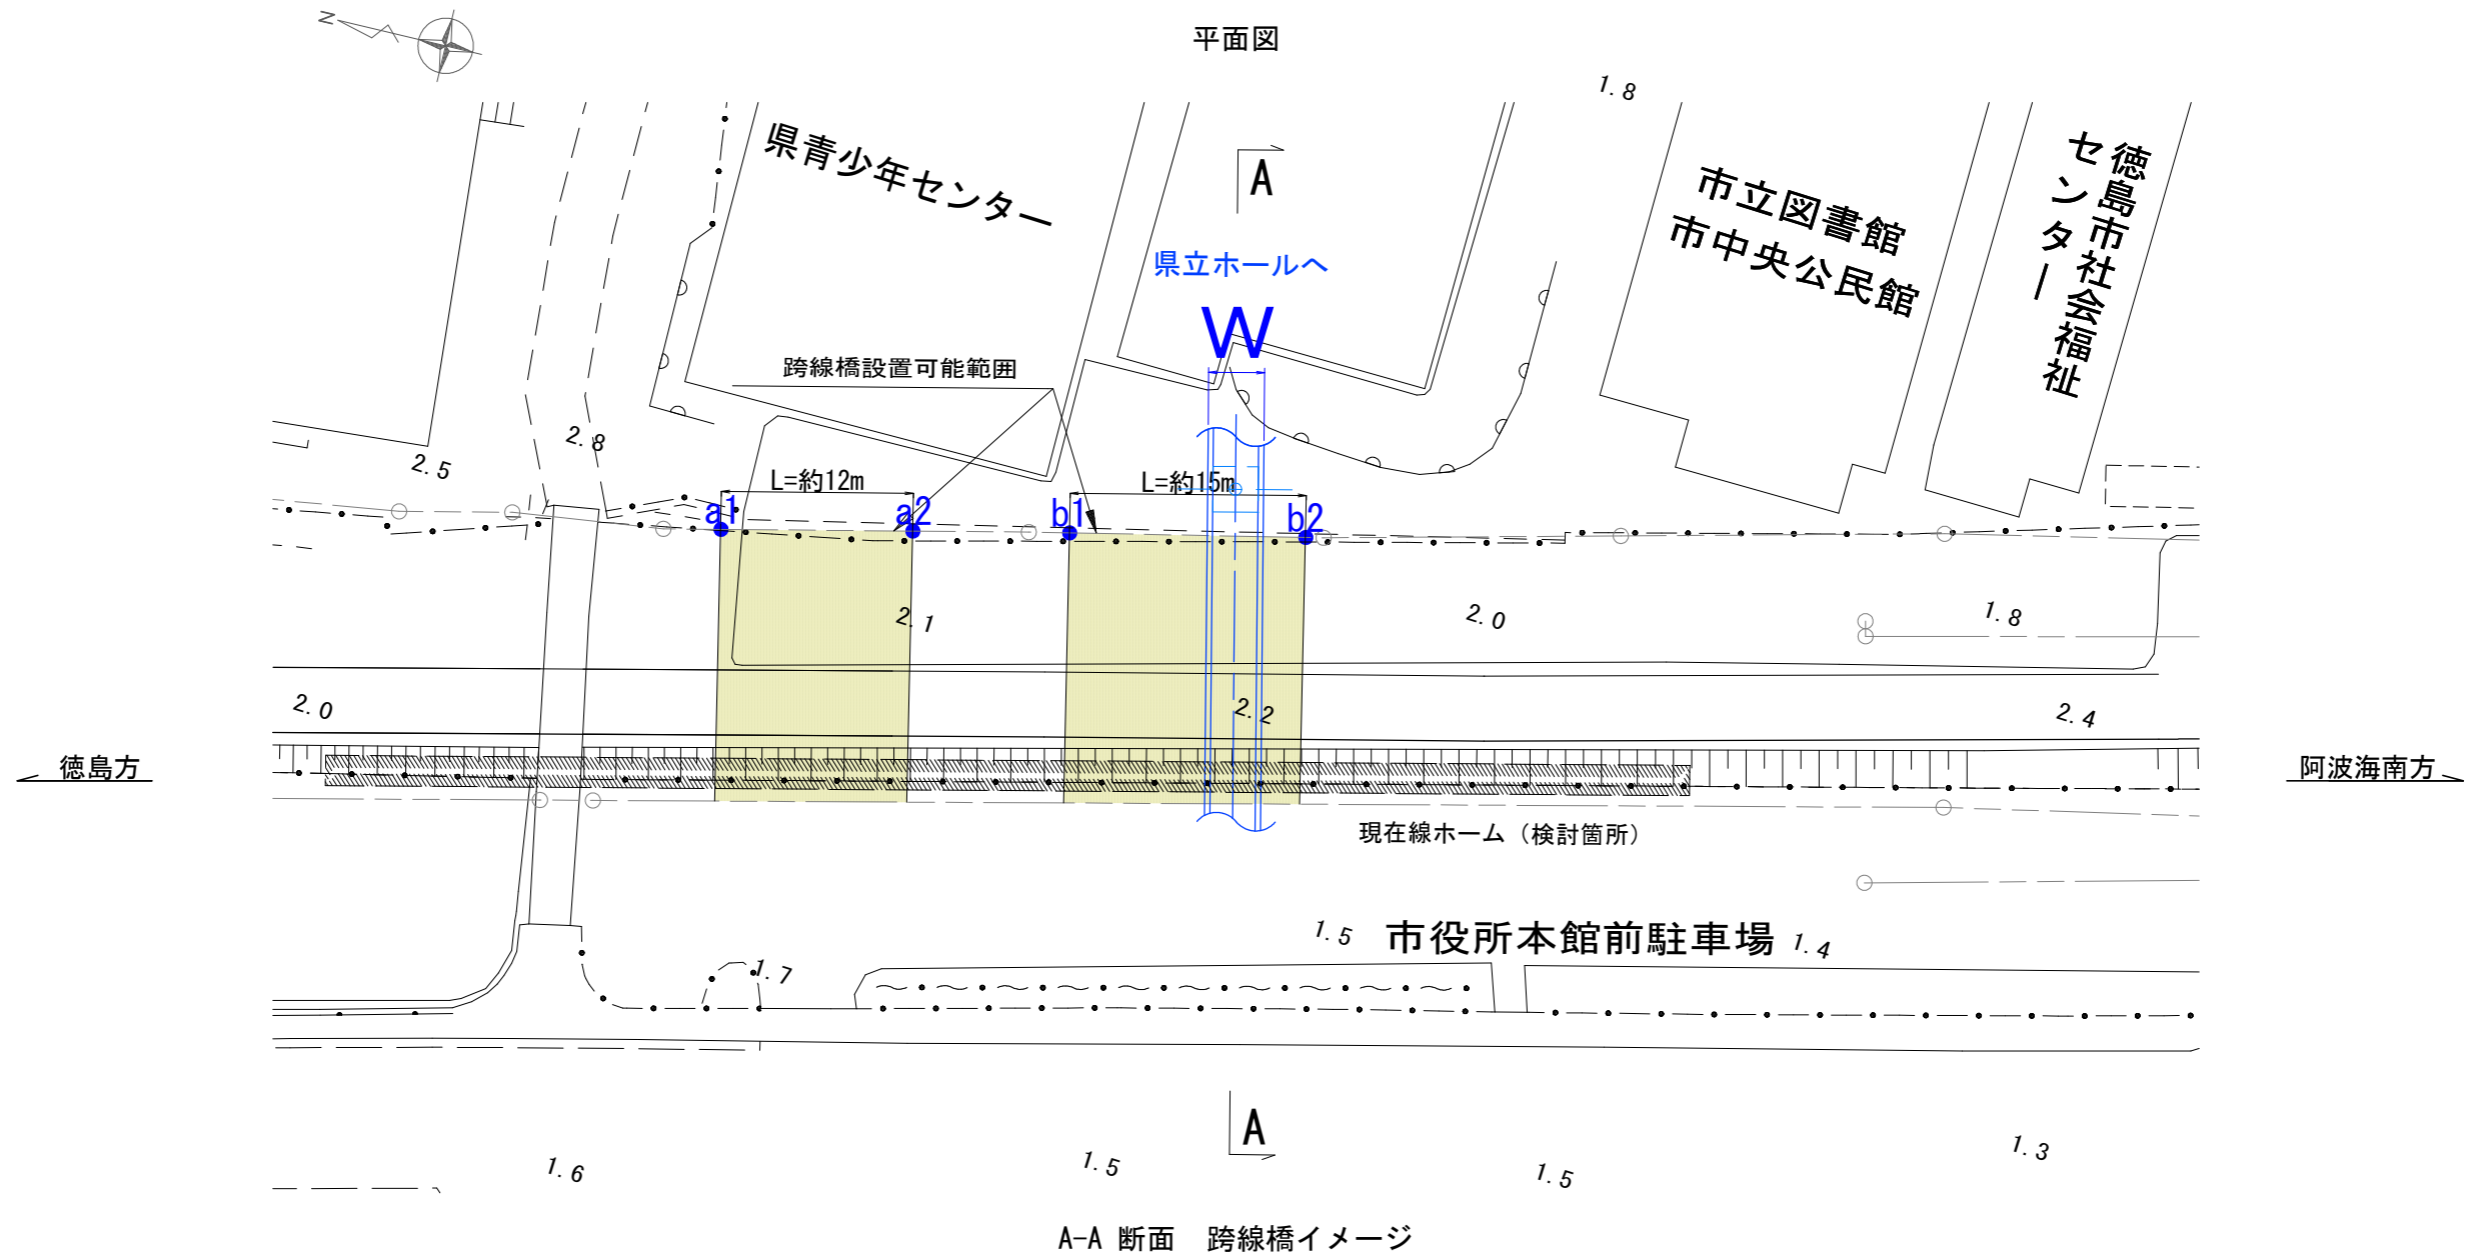 平面図
N
1.8
県青少年センター
A
県立ホールへ
W
市立図書館
市中央公民館
徳島市社会福祉
センター
跨線橋設置可能範囲
2.8
2.5
L=約12m
L=約15m
a1
a2
b1
b2
2.1
2.0
1.8
2.0
2.2
2.4
徳島方
阿波海南方
現在線ホーム（検討箇所）
1.5
市役所本館前駐車場
1.4
1.7
A
1.6
1.5
1.5
1.3
A-A 断面　跨線橋イメージ